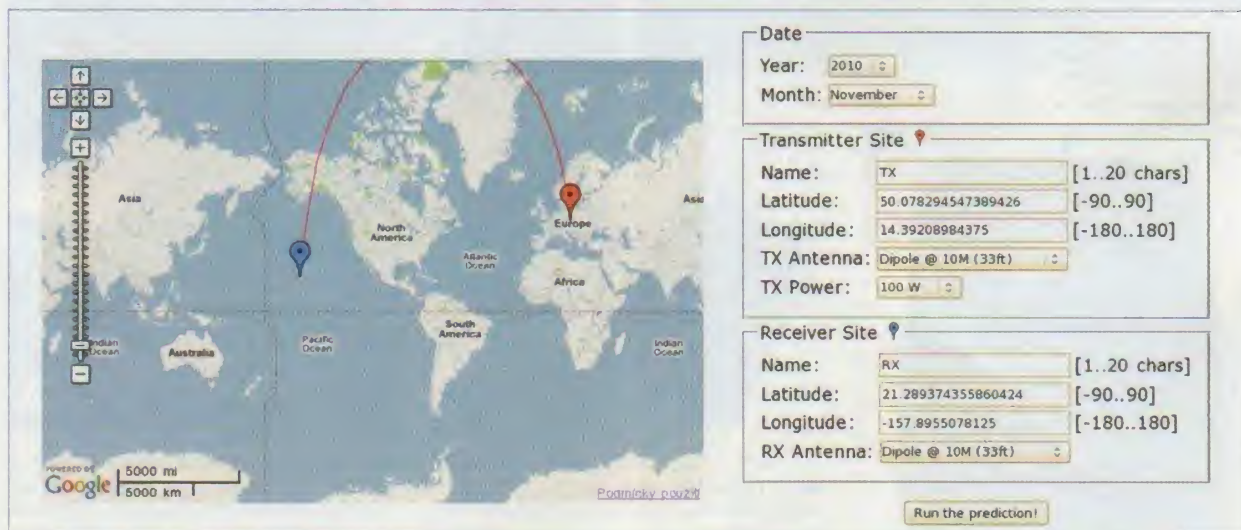 Asia
North
America
Atlantic
Ocean
Europe
Asia
Africa
South
America
Pacific
Ocean
Indian
Ocean
Australia
Indian
Ocean
POWERED BY
Google
5000 mi
5000 km
Podmínky použití
Date
Year: 2010
Month: November
Transmitter Site
Name: TX [1..20 chars]
Latitude: 50.078294547389426 [-90..90]
Longitude: 14.39208984375 [-180..180]
TX Antenna: Dipole @ 10M (33ft)
TX Power: 100 W
Receiver Site
Name: RX [1..20 chars]
Latitude: 21.289374355860424 [-90..90]
Longitude: -157.8955078125 [-180..180]
RX Antenna: Dipole @ 10M (33ft)
Run the prediction!